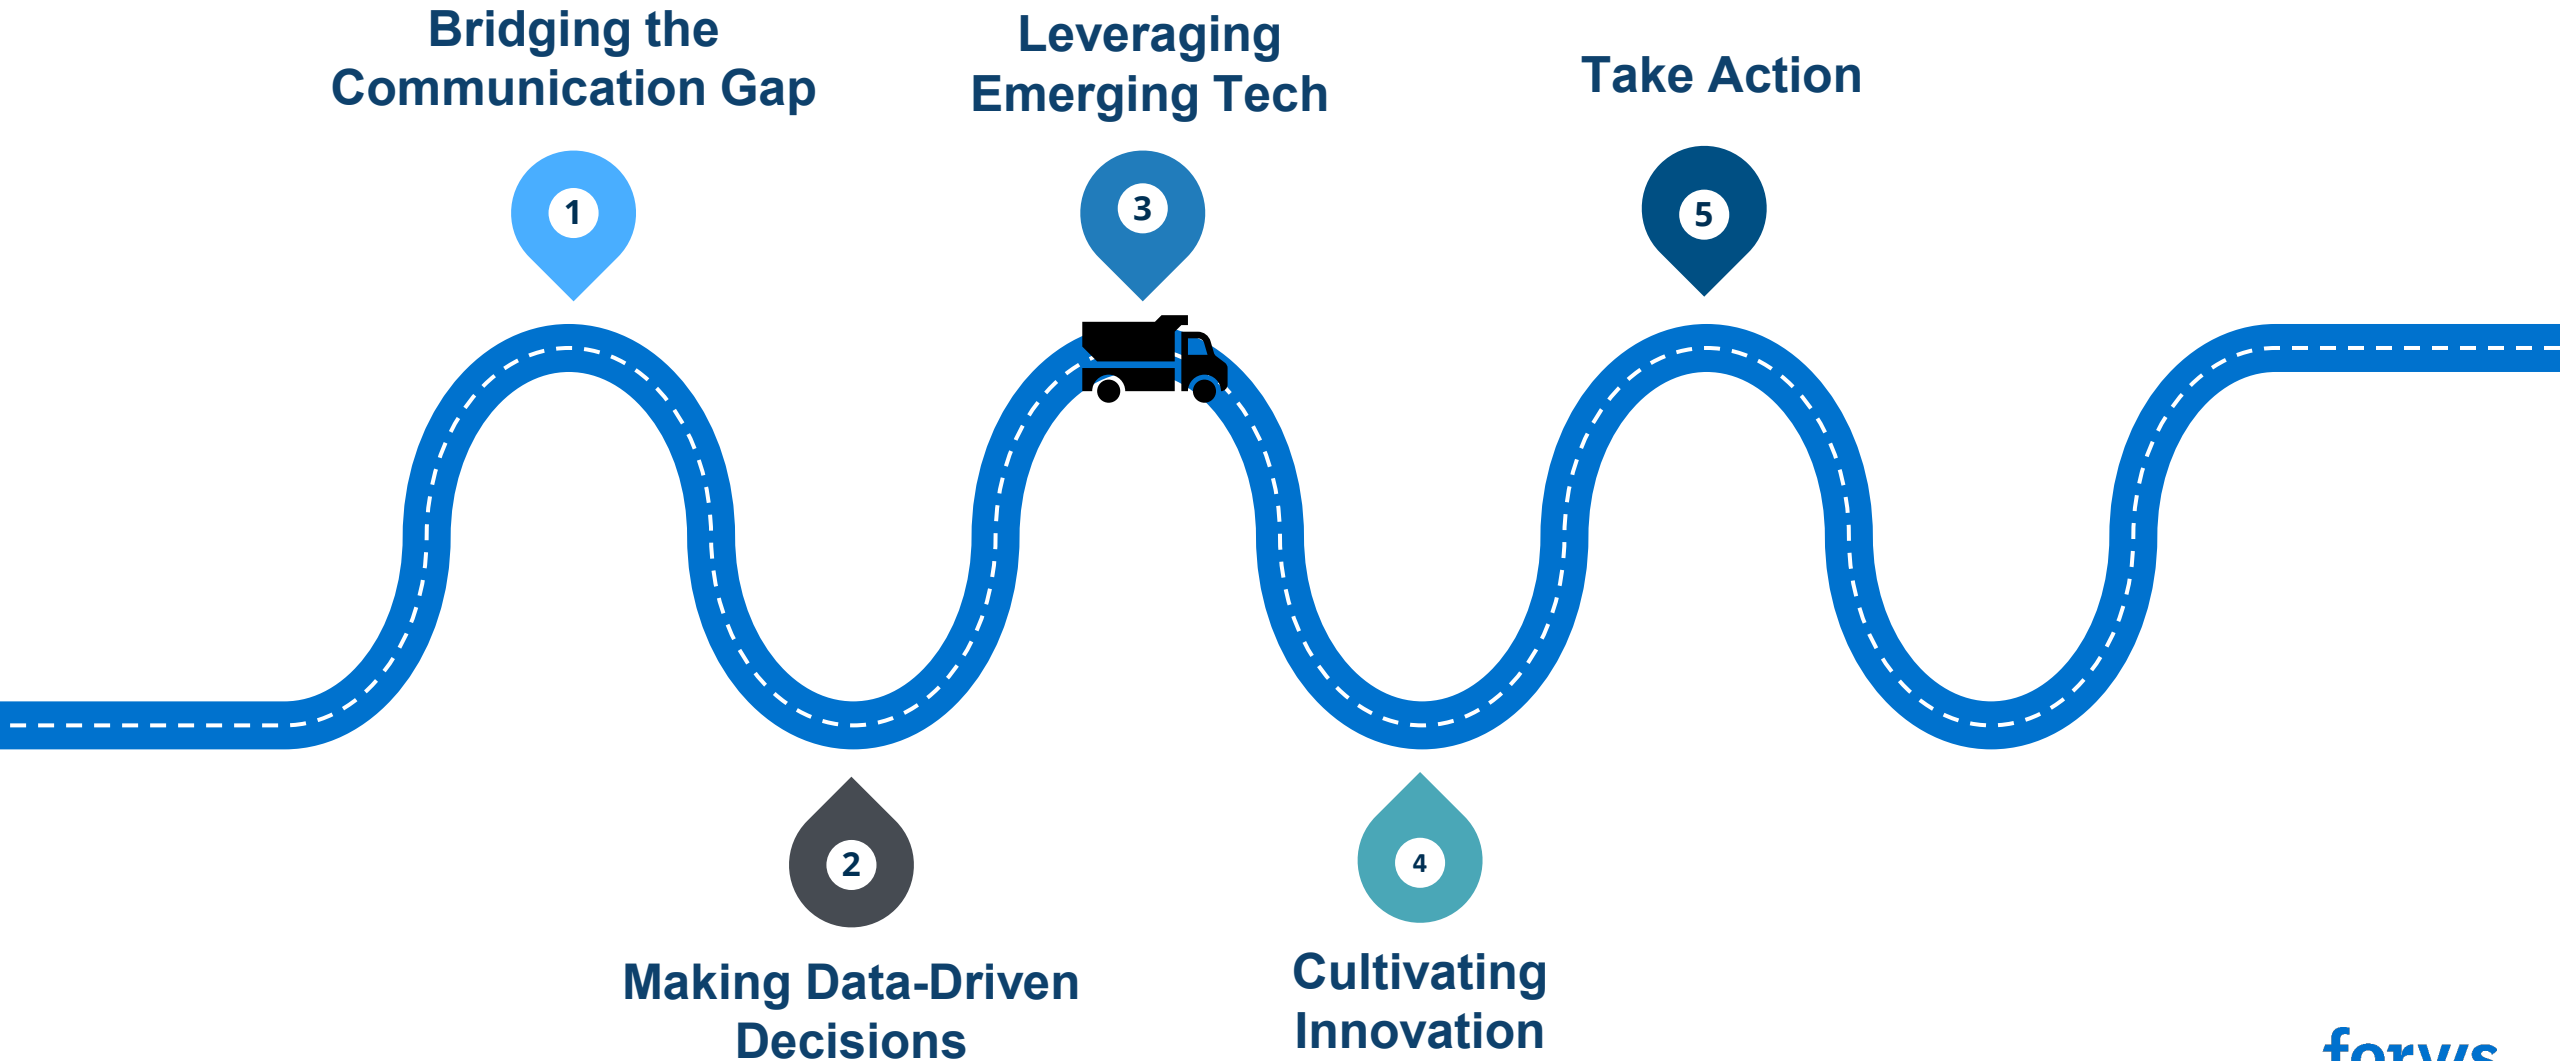 Bridging the
Communication Gap
1
Making Data-Driven
Decisions
2
Leveraging
Emerging Tech
3
Cultivating
Innovation
4
Take Action
5
forvis